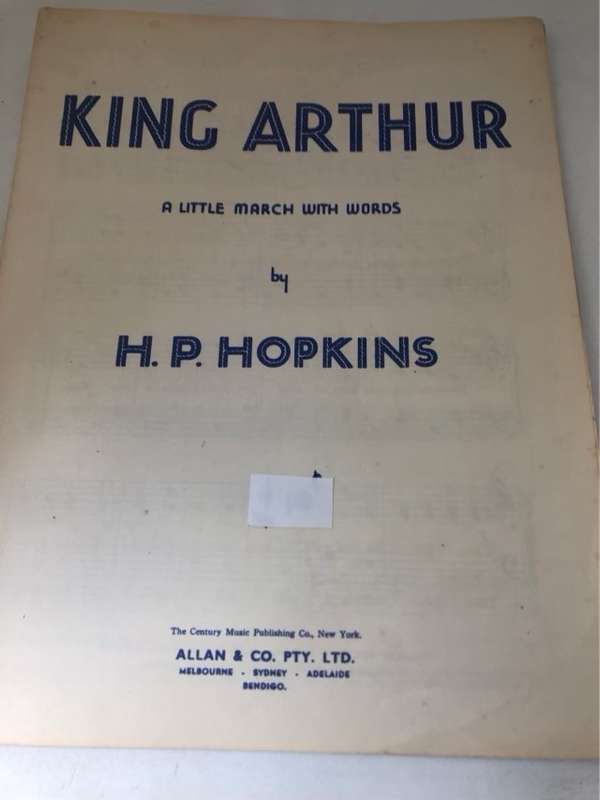 KING ARTHUR
A LITTLE MARCH WITH WORDS
by
H. P. HOPKINS
The Century Music Publishing Co., New York.
ALLAN & CO. PTY. LTD.
MELBOURNE - SYDNEY - ADELAIDE
BENDIGO.